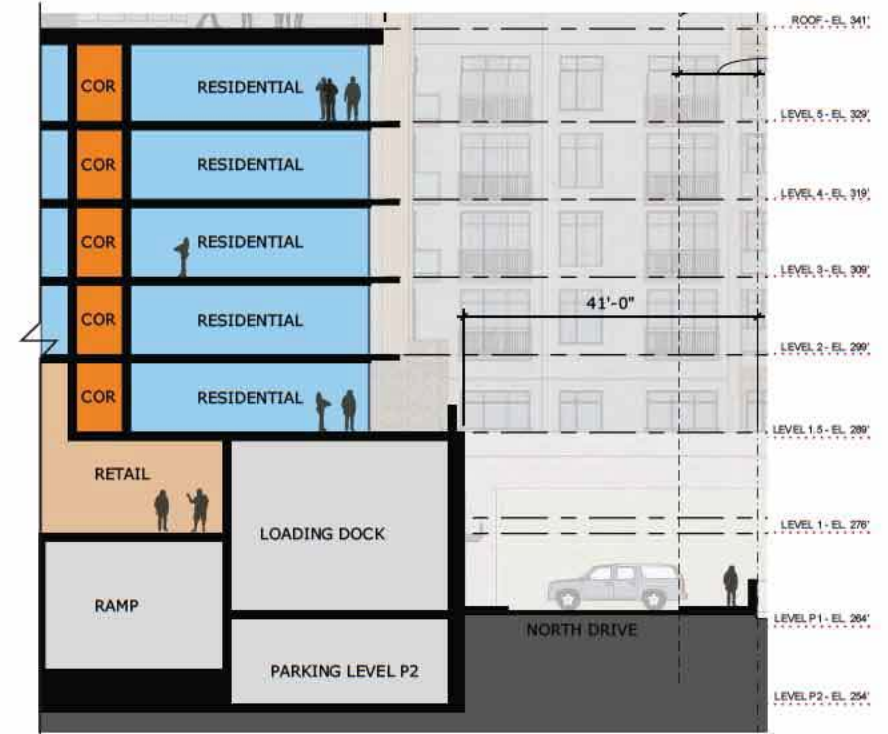 ROOF - EL. 341'
COR
RESIDENTIAL
LEVEL 5 - EL. 329'
COR
RESIDENTIAL
LEVEL 4 - EL. 319'
COR
RESIDENTIAL
LEVEL 3 - EL. 309'
41'-0"
COR
RESIDENTIAL
LEVEL 2 - EL. 299'
COR
RESIDENTIAL
LEVEL 1.5 - EL. 289'
RETAIL
LOADING DOCK
LEVEL 1 - EL. 276'
RAMP
LEVEL P1 - EL. 264'
NORTH DRIVE
PARKING LEVEL P2
LEVEL P2 - EL. 254'